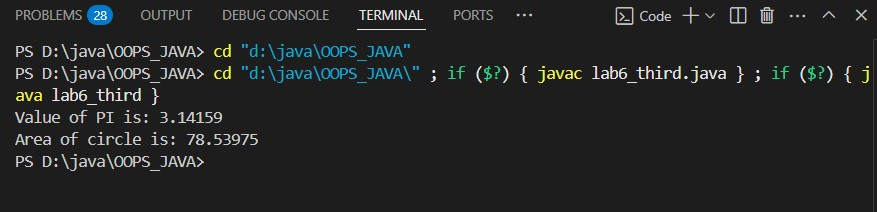 PROBLEMS 28 OUTPUT DEBUG CONSOLE TERMINAL PORTS ··· Code
PS D:\java\OOPS_JAVA> cd "d:\java\OOPS_JAVA"
PS D:\java\OOPS_JAVA> cd "d:\java\OOPS_JAVA\" ; if ($?) { javac lab6_third.java } ; if ($?) { j
ava lab6_third }
Value of PI is: 3.14159
Area of circle is: 78.53975
PS D:\java\OOPS_JAVA>